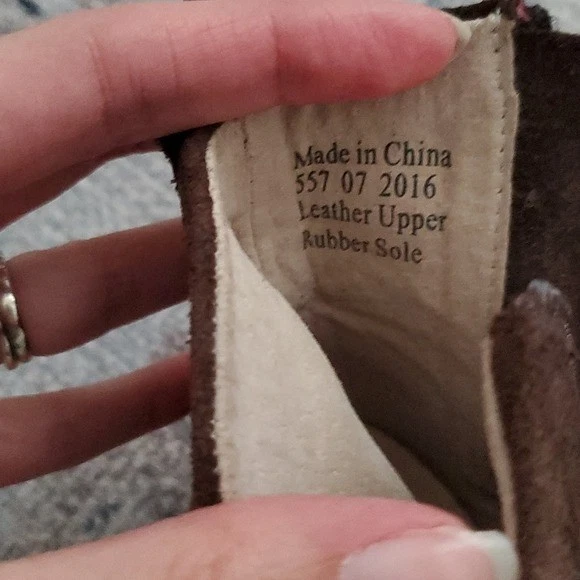 Made in China
557 07 2016
Leather Upper
Rubber Sole